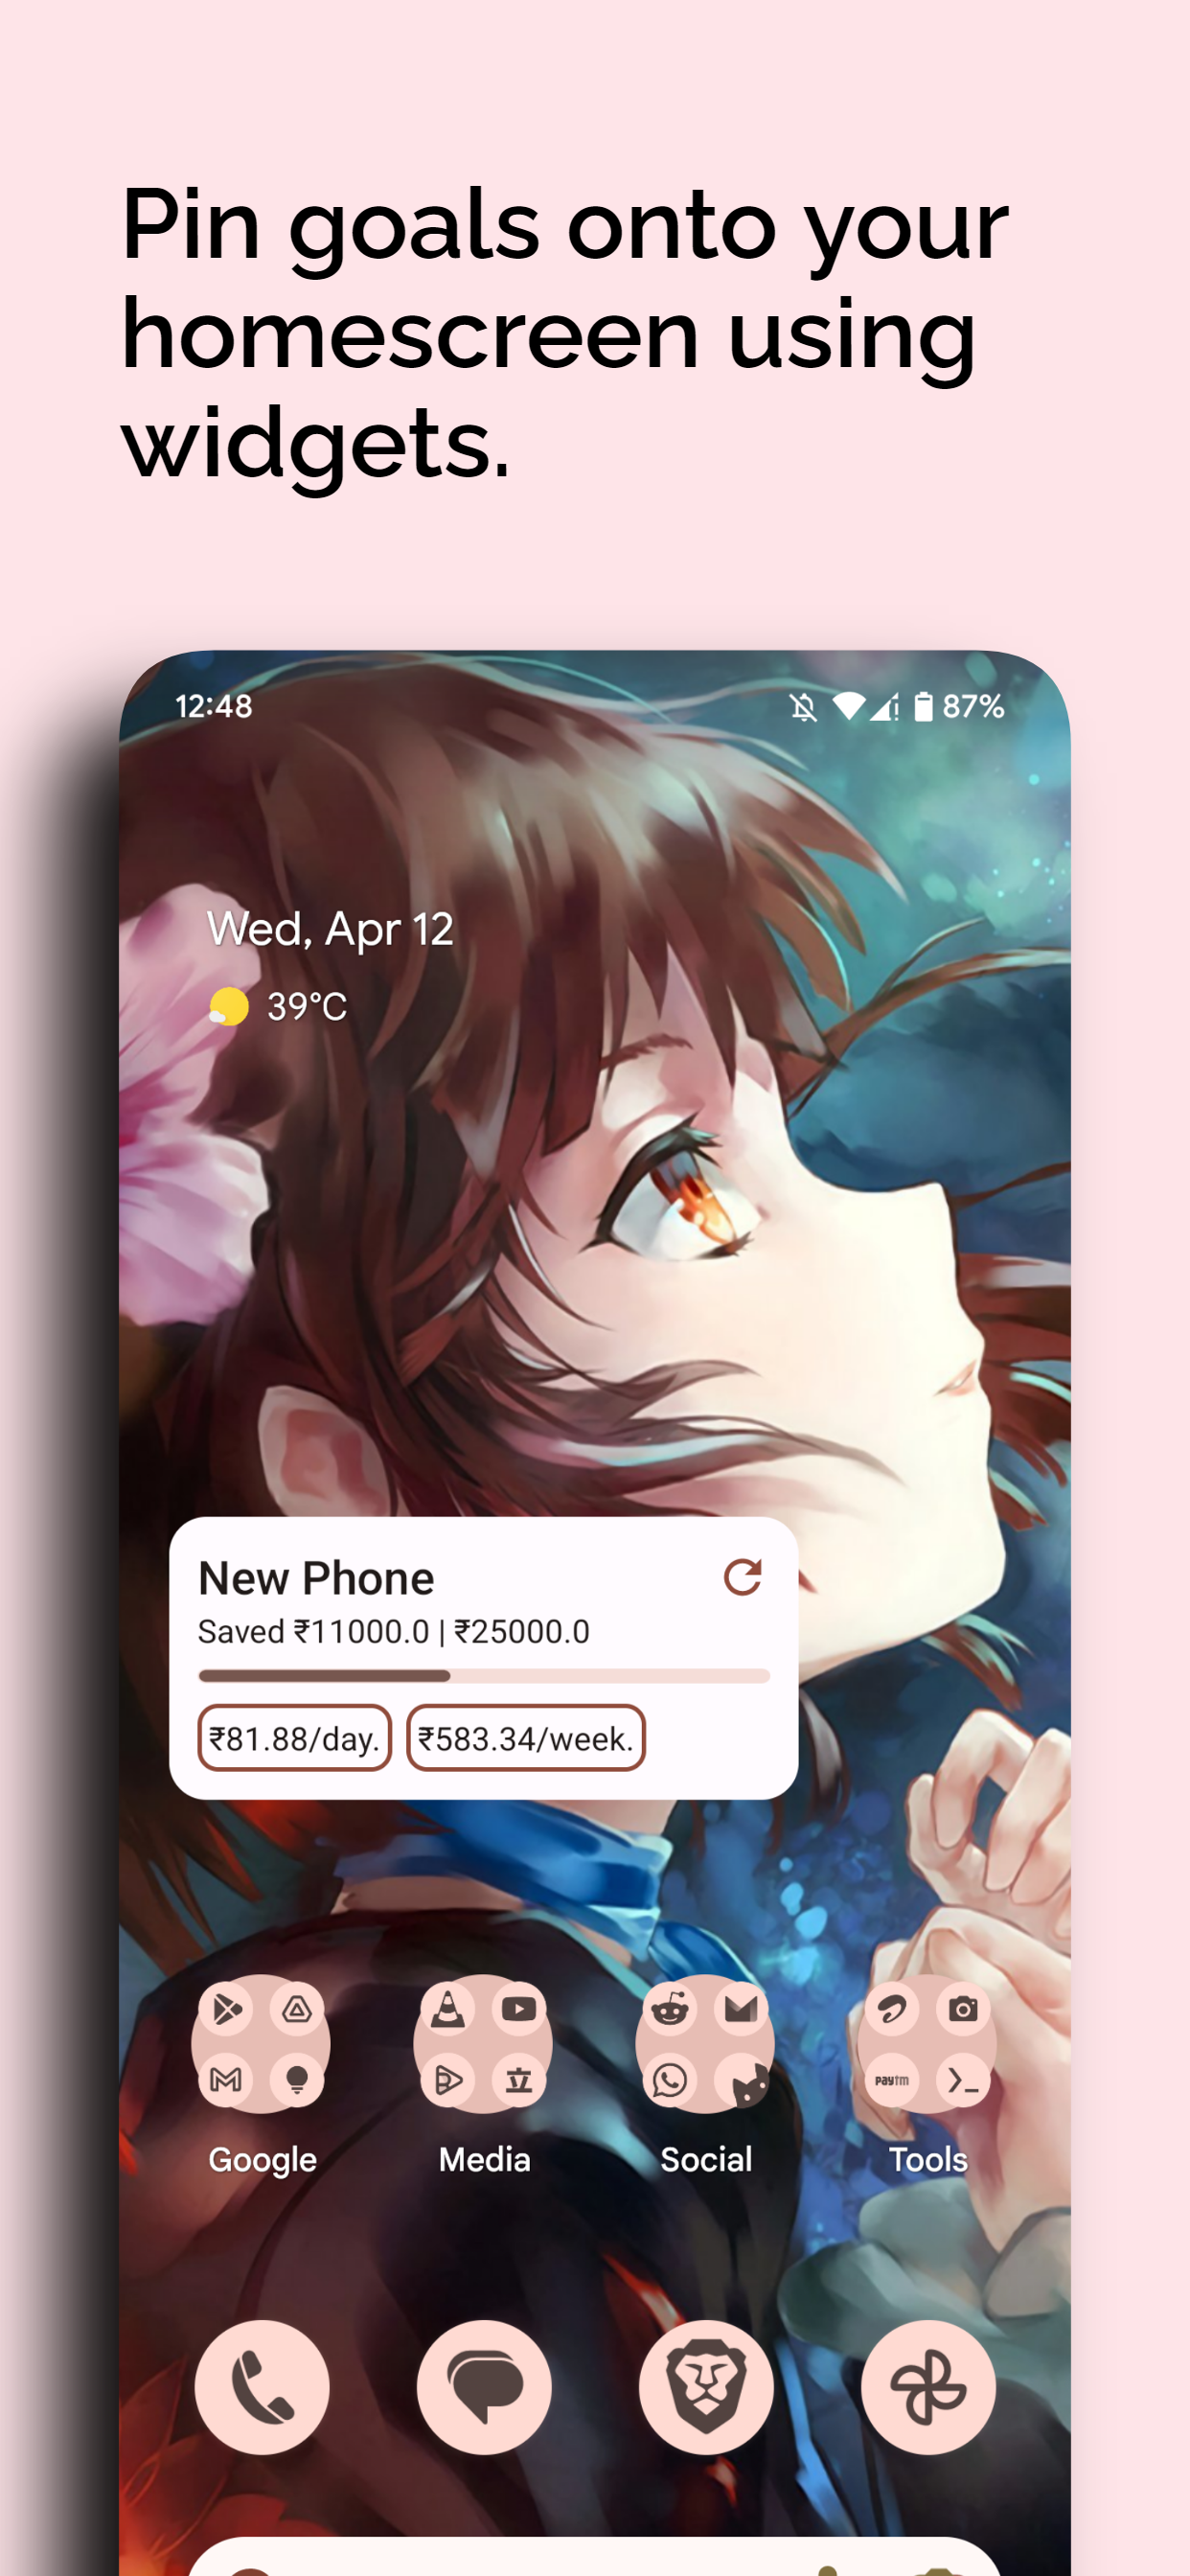 Pin goals onto your
homescreen using
widgets.
12:48
87%
Wed, Apr 12
39°C
New Phone
Saved ₹11000.0 | ₹25000.0
₹81.88/day. ₹583.34/week.
立
paytm
Google Media Social Tools